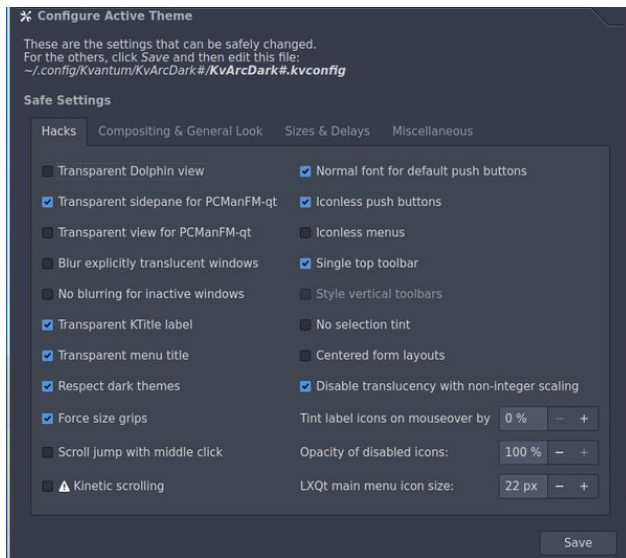 Configure Active Theme
These are the settings that can be safely changed.
For the others, click Save and then edit this file:
~/.config/Kvantum/KvArcDark#/KvArcDark#.kvconfig
Safe Settings
Hacks Compositing & General Look Sizes & Delays Miscellaneous
Transparent Dolphin view Normal font for default push buttons
Transparent sidepane for PCManFM-qt Iconless push buttons
Transparent view for PCManFM-qt Iconless menus
Blur explicitly translucent windows Single top toolbar
No blurring for inactive windows Style vertical toolbars
Transparent KTitle label No selection tint
Transparent menu title Centered form layouts
Respect dark themes Disable translucency with non-integer scaling
Force size grips Tint label icons on mouseover by 0 % − +
Scroll jump with middle click Opacity of disabled icons: 100 % − +
Kinetic scrolling LXQt main menu icon size: 22 px − +
Save